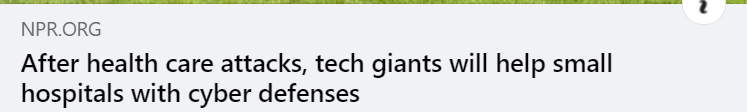 NPR.ORG
After health care attacks, tech giants will help small
hospitals with cyber defenses